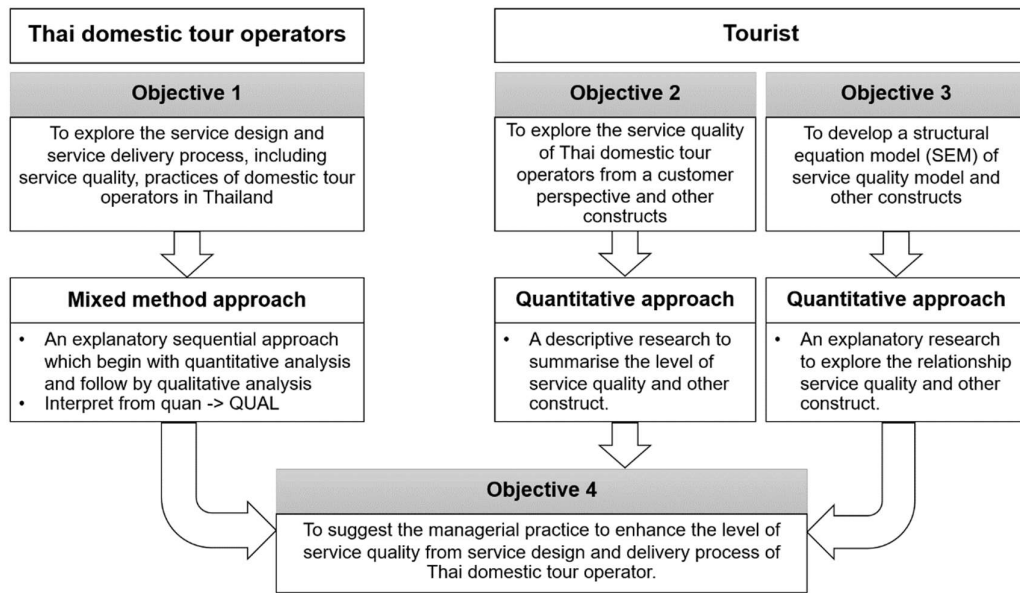 Thai domestic tour operators
Objective 1
To explore the service design and
service delivery process, including
service quality, practices of domestic tour
operators in Thailand
Mixed method approach
• An explanatory sequential approach
which begin with quantitative analysis
and follow by qualitative analysis
• Interpret from quan -> QUAL
Tourist
Objective 2
To explore the service quality
of Thai domestic tour
operators from a customer
perspective and other
constructs
Quantitative approach
• A descriptive research to
summarise the level of
service quality and other
construct.
Objective 3
To develop a structural
equation model (SEM) of
service quality model and
other constructs
Quantitative approach
• An explanatory research
to explore the relationship
service quality and other
construct.
Objective 4
To suggest the managerial practice to enhance the level of
service quality from service design and delivery process of
Thai domestic tour operator.